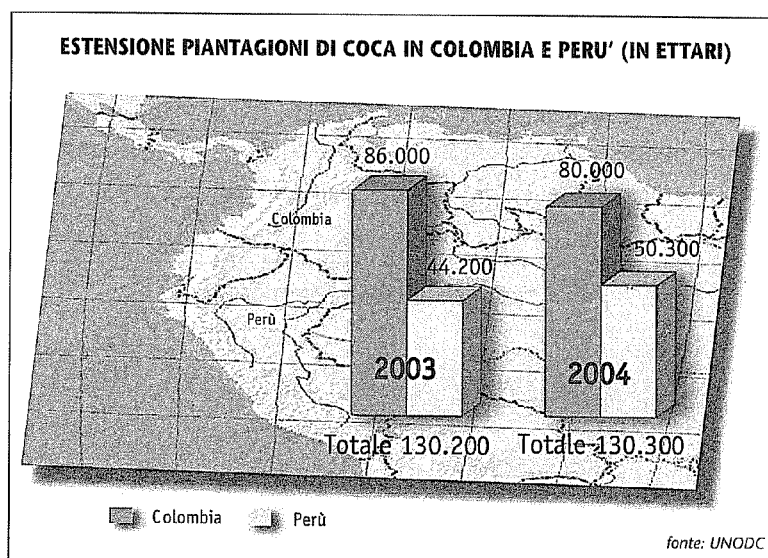 ESTENSIONE PIANTAGIONI DI COCA IN COLOMBIA E PERU' (IN ETTARI)
86.000
80.000
Colombia
44.200
50.300
Perù
2003
2004
Totale 130.200
Totale 130.300
Colombia
Perù
fonte: UNODC